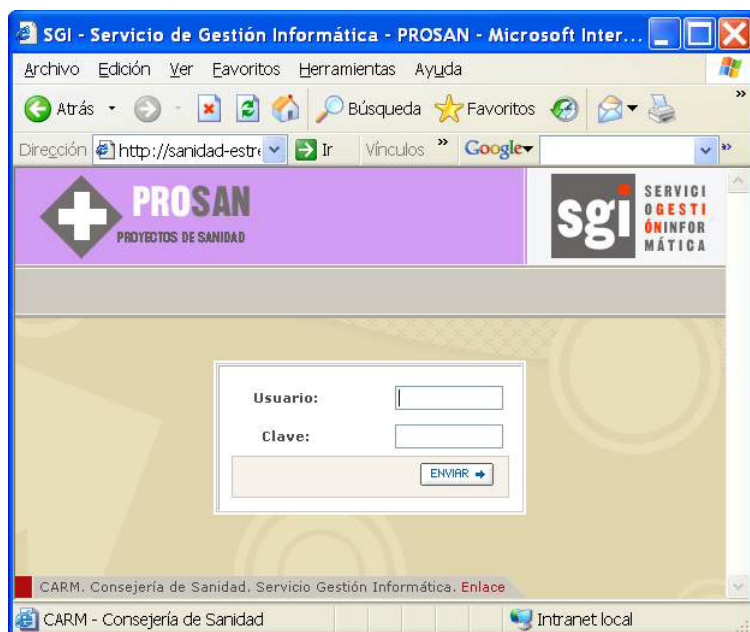 SGI - Servicio de Gestión Informática - PROSAN - Microsoft Inter...
Archivo Edición Ver Favoritos Herramientas Ayuda
Atrás Búsqueda Favoritos »
Dirección http://sanidad-estre Ir Vínculos » Google »
PROSAN
PROYECTOS DE SANIDAD
sgi
SERVICI
OGESTI
ÓNINFOR
MÁTICA
Usuario:
Clave:
ENVIAR
CARM. Consejería de Sanidad. Servicio Gestión Informática. Enlace
CARM - Consejería de Sanidad Intranet local